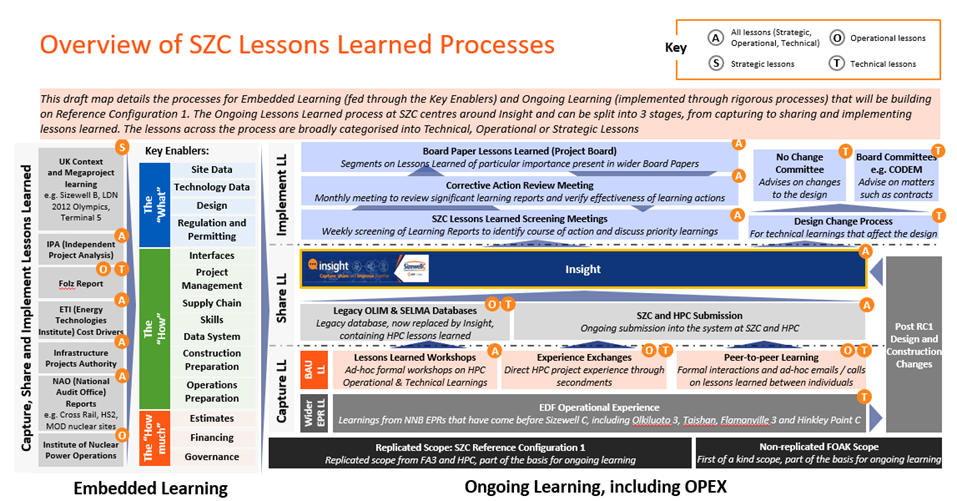 Overview of SZC Lessons Learned Processes
Key
A
All lessons (Strategic,
Operational, Technical)
O
Operational lessons
S
Strategic lessons
T
Technical lessons
This draft map details the processes for Embedded Learning (fed through the Key Enablers) and Ongoing Learning (implemented through rigorous processes) that will be building
on Reference Configuration 1. The Ongoing Lessons Learned process at SZC centres around Insight and can be split into 3 stages, from capturing to sharing and implementing
lessons learned. The lessons across the process are broadly categorised into Technical, Operational or Strategic Lessons
Capture, Share and Implement Lessons Learned
S
UK Context
and Megaproject
learning
e.g. Sizewell B, LDN
2012 Olympics,
Terminal 5
A
IPA (Independent
Project Analysis)
O T
Folz Report
A
ETI (Energy
Technologies
Institute) Cost Drivers
A
Infrastructure
Projects Authority
A
NAO (National
Audit Office)
Reports
e.g. Cross Rail, HS2,
MOD nuclear sites
O
Institute of Nuclear
Power Operations
Key Enablers:
The
"What"
Site Data
Technology Data
Design
Regulation and
Permitting
The
"How"
Interfaces
Project
Management
Supply Chain
Skills
Data System
Construction
Preparation
Operations
Preparation
The "How
much"
Estimates
Financing
Governance
Embedded Learning
Implement LL
Board Paper Lessons Learned (Project Board)
A
Segments on Lessons Learned of particular importance present in wider Board Papers
Corrective Action Review Meeting
A
Monthly meeting to review significant learning reports and verify effectiveness of learning actions
SZC Lessons Learned Screening Meetings
A
Weekly screening of Learning Reports to identify course of action and discuss priority learnings
No Change
Committee
T
Advises on changes
to the design
Board Committees
e.g. CODEM
T
Advise on matters
such as contracts
Design Change Process
T
For technical learnings that affect the design
Share LL
insight
Capture, share and improve together
Sizewell C
Insight
A
Legacy OLIM & SELMA Databases
O T
Legacy database, now replaced by Insight,
containing HPC lessons learned
SZC and HPC Submission
A
Ongoing submission into the system at SZC and HPC
Capture LL
BAU
LL
Lessons Learned Workshops
A
Ad-hoc formal workshops on HPC
Operational & Technical Learnings
Experience Exchanges
O T
Direct HPC project experience through
secondments
Peer-to-peer Learning
O T
Formal interactions and ad-hoc emails / calls
on lessons learned between individuals
Wider
EPR LL
EDF Operational Experience
T
Learnings from NNB EPRs that have come before Sizewell C, including Olkiluoto 3, Taishan, Flamanville 3 and Hinkley Point C
Post RC1
Design and
Construction
Changes
Replicated Scope: SZC Reference Configuration 1
Replicated scope from FA3 and HPC, part of the basis for ongoing learning
Non-replicated FOAK Scope
First of a kind scope, part of the basis for ongoing learning
Ongoing Learning, including OPEX